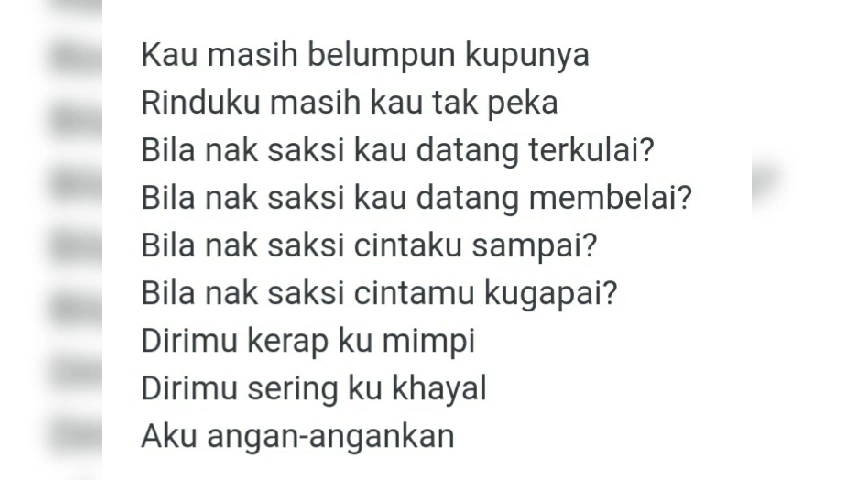 Kau masih belumpun kupunya
Rinduku masih kau tak peka
Bila nak saksi kau datang terkulai?
Bila nak saksi kau datang membelai?
Bila nak saksi cintaku sampai?
Bila nak saksi cintamu kugapai?
Dirimu kerap ku mimpi
Dirimu sering ku khayal
Aku angan-angankan